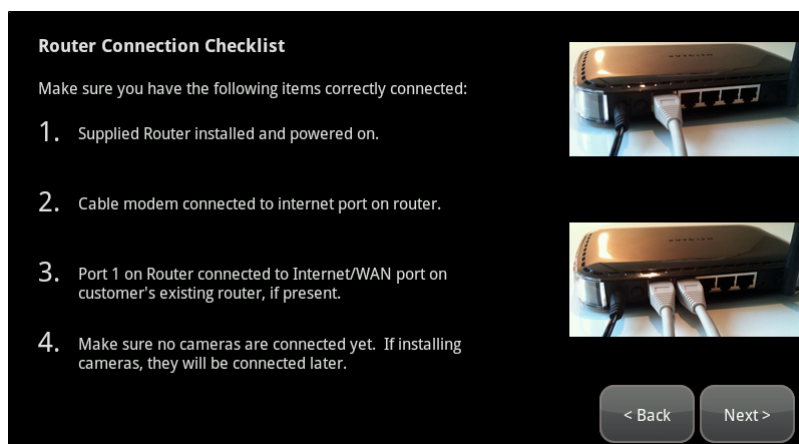 Router Connection Checklist
Make sure you have the following items correctly connected:
1. Supplied Router installed and powered on.
2. Cable modem connected to internet port on router.
3. Port 1 on Router connected to Internet/WAN port on
customer's existing router, if present.
4. Make sure no cameras are connected yet.  If installing
cameras, they will be connected later.
< Back
Next >